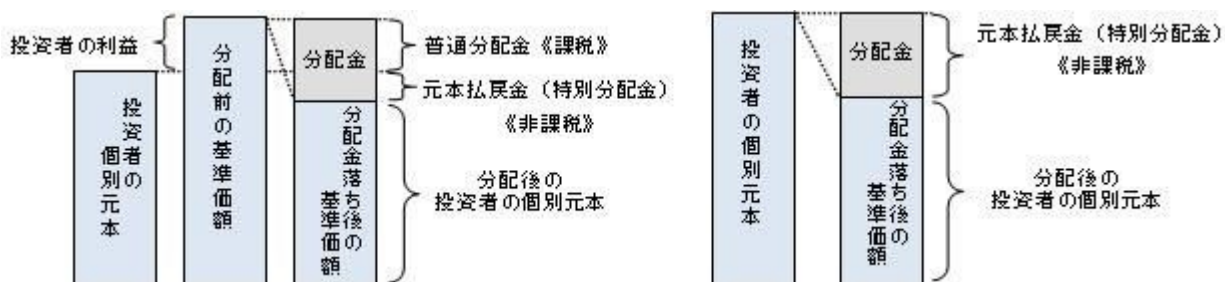 投資者の利益
投資者の
個別元本
分配前の基準価額
分配金
分配金落ち後の
基準価額
普通分配金《課税》
元本払戻金（特別分配金）
《非課税》
分配後の
投資者の個別元本
投資者の個別元本
分配金
分配金落ち後の
基準価額
元本払戻金（特別分配金）
《非課税》
分配後の
投資者の個別元本